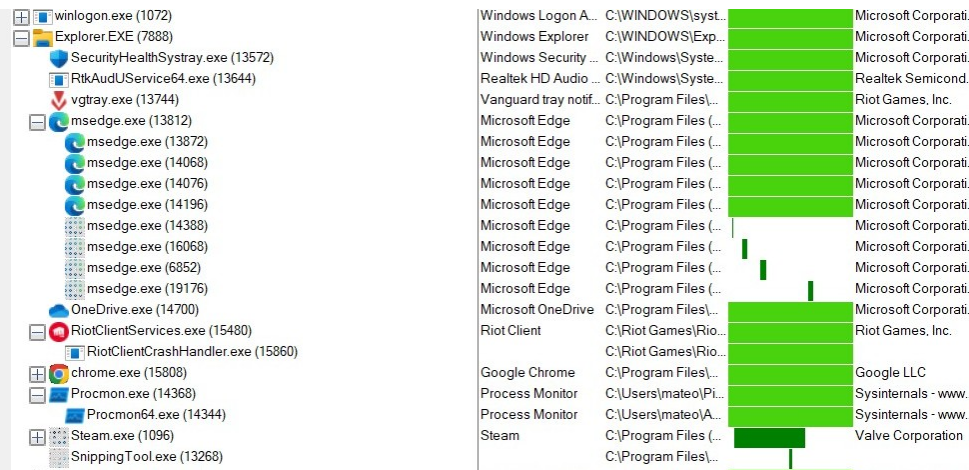 winlogon.exe (1072) Windows Logon A... C:\WINDOWS\syst... Microsoft Corporati.
Explorer.EXE (7888) Windows Explorer C:\WINDOWS\Exp... Microsoft Corporati.
SecurityHealthSystray.exe (13572) Windows Security ... C:\Windows\Syste... Microsoft Corporati.
RtkAudUService64.exe (13644) Realtek HD Audio ... C:\Windows\Syste... Realtek Semicond.
vgtray.exe (13744) Vanguard tray notif... C:\Program Files\... Riot Games, Inc.
msedge.exe (13812) Microsoft Edge C:\Program Files (... Microsoft Corporati.
msedge.exe (13872) Microsoft Edge C:\Program Files (... Microsoft Corporati.
msedge.exe (14068) Microsoft Edge C:\Program Files (... Microsoft Corporati.
msedge.exe (14076) Microsoft Edge C:\Program Files (... Microsoft Corporati.
msedge.exe (14196) Microsoft Edge C:\Program Files (... Microsoft Corporati.
msedge.exe (14388) Microsoft Edge C:\Program Files (... Microsoft Corporati.
msedge.exe (16068) Microsoft Edge C:\Program Files (... Microsoft Corporati.
msedge.exe (6852) Microsoft Edge C:\Program Files (... Microsoft Corporati.
msedge.exe (19176) Microsoft Edge C:\Program Files (... Microsoft Corporati.
OneDrive.exe (14700) Microsoft OneDrive C:\Program Files\... Microsoft Corporati.
RiotClientServices.exe (15480) Riot Client C:\Riot Games\Rio... Riot Games, Inc.
RiotClientCrashHandler.exe (15860) C:\Riot Games\Rio...
chrome.exe (15808) Google Chrome C:\Program Files\... Google LLC
Procmon.exe (14368) Process Monitor C:\Users\mateo\Pi... Sysinternals - www.
Procmon64.exe (14344) Process Monitor C:\Users\mateo\A... Sysinternals - www.
Steam.exe (1096) Steam C:\Program Files (... Valve Corporation
SnippingTool.exe (13268) C:\Program Files\...